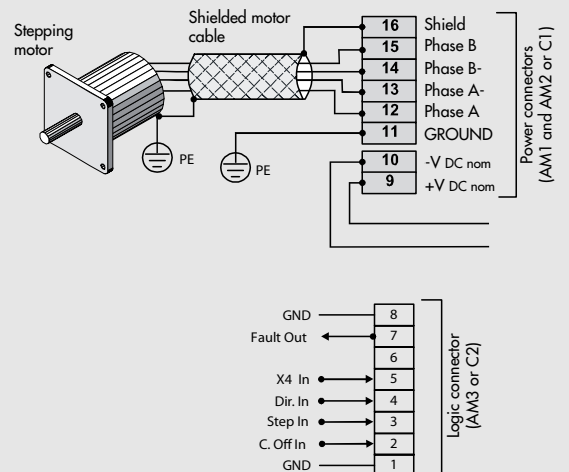 Stepping
motor
Shielded motor
cable
PE
PE
16 Shield
15 Phase B
14 Phase B-
13 Phase A-
12 Phase A
11 GROUND
10 -V DC nom
9 +V DC nom
Power connectors
(AM1 and AM2 or C1)
GND 8
Fault Out 7
6
X4 In 5
Dir. In 4
Step In 3
C. Off In 2
GND 1
Logic connector
(AM3 or C2)